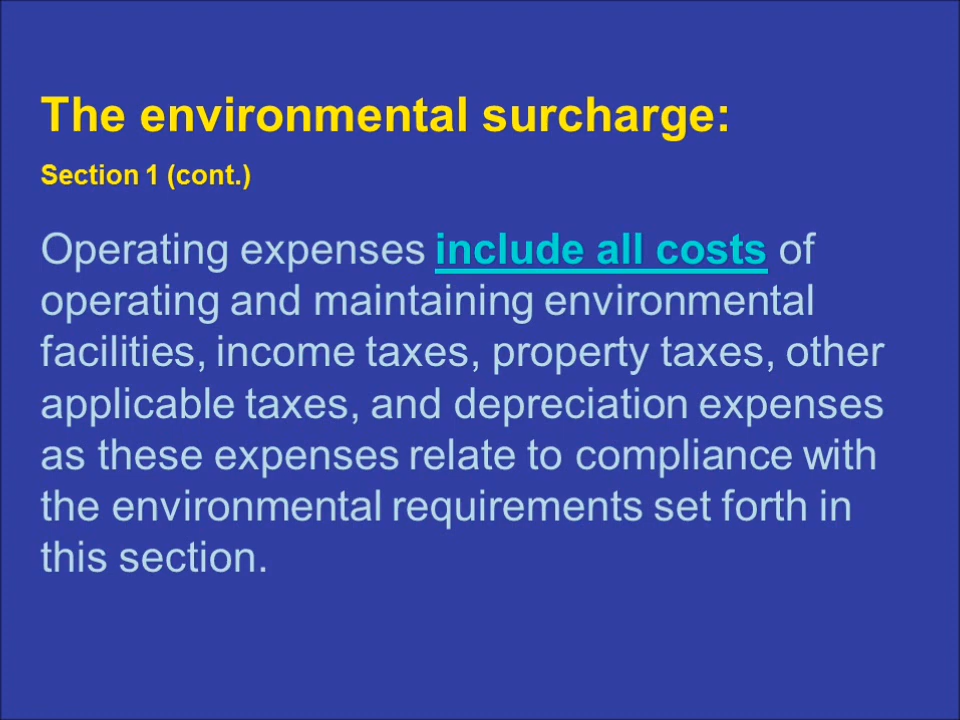 The environmental surcharge:
Section 1 (cont.)
Operating expenses include all costs of
operating and maintaining environmental
facilities, income taxes, property taxes, other
applicable taxes, and depreciation expenses
as these expenses relate to compliance with
the environmental requirements set forth in
this section.